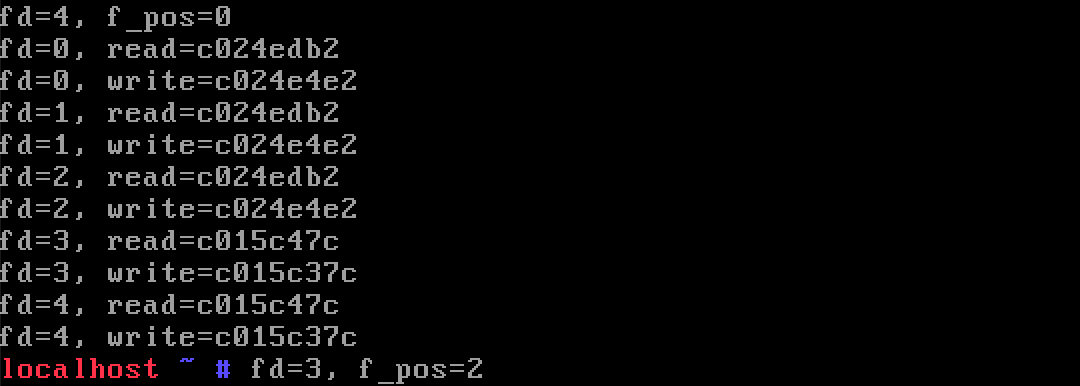 fd=4, f_pos=0
fd=0, read=c024edb2
fd=0, write=c024e4e2
fd=1, read=c024edb2
fd=1, write=c024e4e2
fd=2, read=c024edb2
fd=2, write=c024e4e2
fd=3, read=c015c47c
fd=3, write=c015c37c
fd=4, read=c015c47c
fd=4, write=c015c37c
localhost ~ # fd=3, f_pos=2